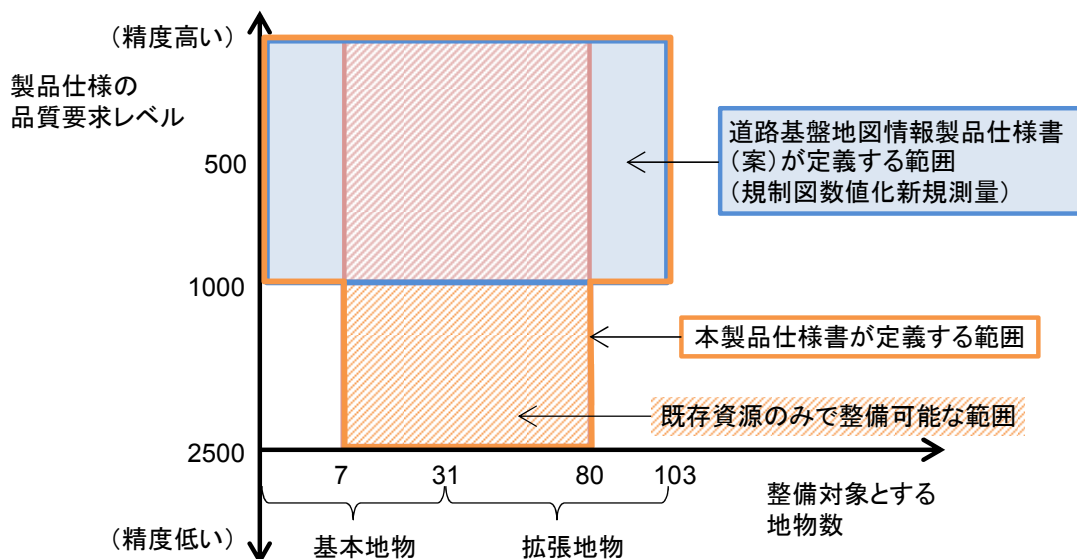 （精度高い）
製品仕様の
品質要求レベル
500
1000
2500
（精度低い）
道路基盤地図情報製品仕様書
（案）が定義する範囲
（規制図数値化新規測量）
本製品仕様書が定義する範囲
既存資源のみで整備可能な範囲
7 31 80 103
基本地物 拡張地物
整備対象とする
地物数